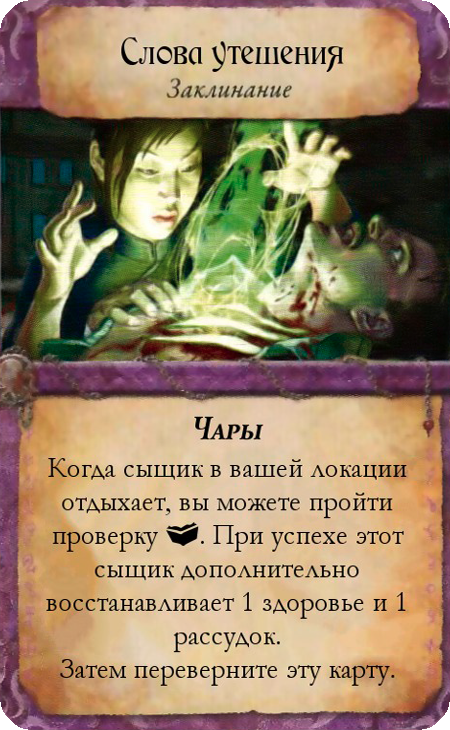 Слова утешения
Заклинание
Чары
Когда сыщик в вашей локации
отдыхает, вы можете пройти
проверку . При успехе этот
сыщик дополнительно
восстанавливает 1 здоровье и 1
рассудок.
Затем переверните эту карту.